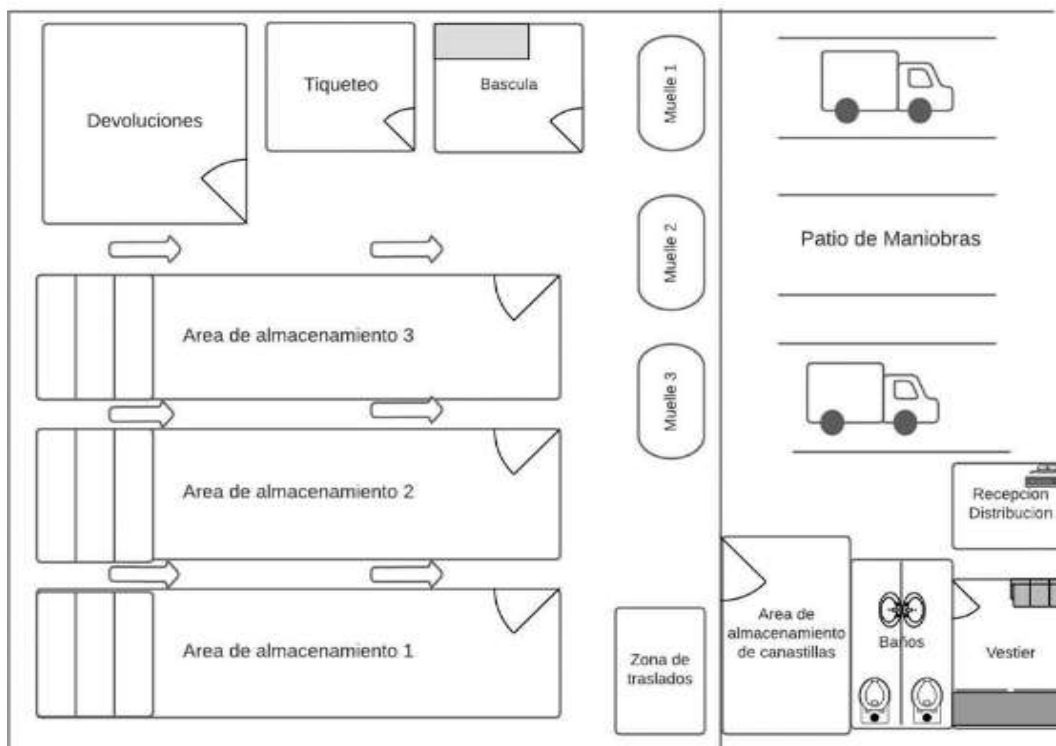 Devoluciones
Tiqueteo
Bascula
Muelle 1
Muelle 2
Patio de Maniobras
Area de almacenamiento 3
Muelle 3
Area de almacenamiento 2
Recepcion
Distribucion
Area de almacenamiento 1
Zona de
traslados
Area de
almacenamiento
de canastillas
Baños
Vestier